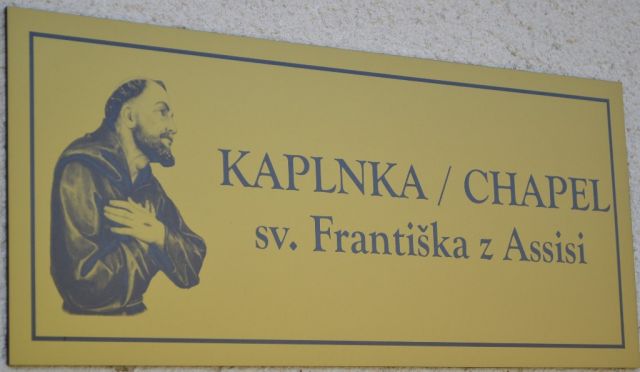 KAPLNKA / CHAPEL
sv. Františka z Assisi